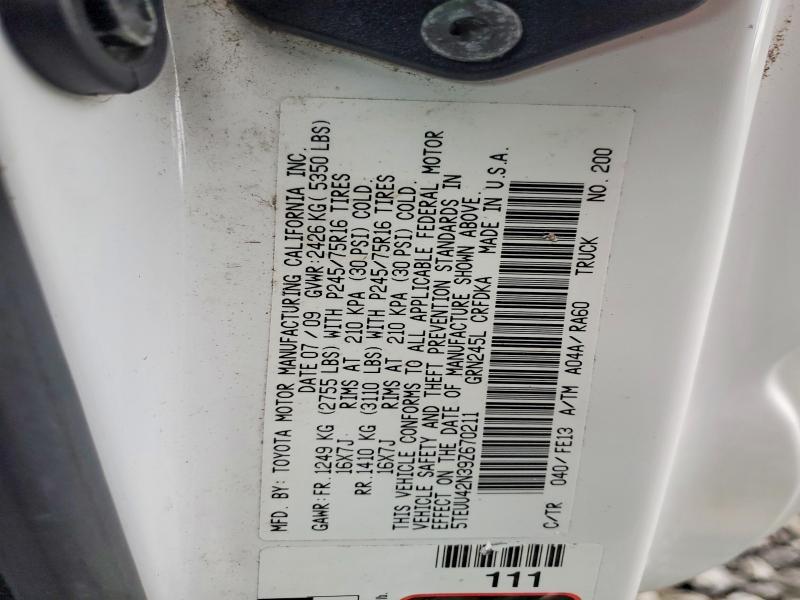 MFD. BY: TOYOTA MOTOR MANUFACTURING CALIFORNIA INC.
DATE 07/09 GVWR: 2426 KG( 5350 LBS)
GAWR:FR. 1249 KG (2755 LBS) WITH P245/75R16 TIRES
16X7J RIMS AT 210 KPA (30 PSI) COLD.
RR. 1410 KG (3110 LBS) WITH P245/75R16 TIRES
16X7J RIMS AT 210 KPA (30 PSI) COLD.
THIS VEHICLE CONFORMS TO ALL APPLICABLE FEDERAL MOTOR
VEHICLE SAFETY AND THEFT PREVENTION STANDARDS IN
EFFECT ON THE DATE OF MANUFACTURE SHOWN ABOVE.
5TEUU42N39Z670211 GRN245L CRFDKA MADE IN U.S.A.
C/TR 040/FE13 A/TM A04A/RA60 TRUCK NO. 200
111